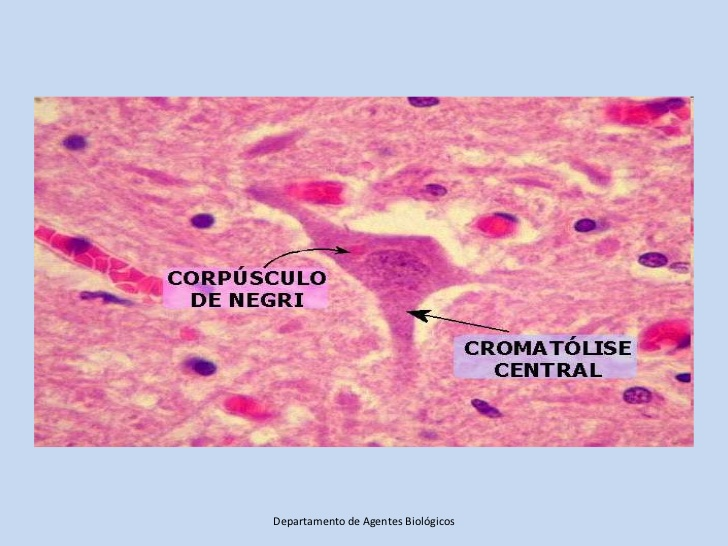 CORPÚSCULO
DE NEGRI
CROMATÓLISE
CENTRAL
Departamento de Agentes Biológicos